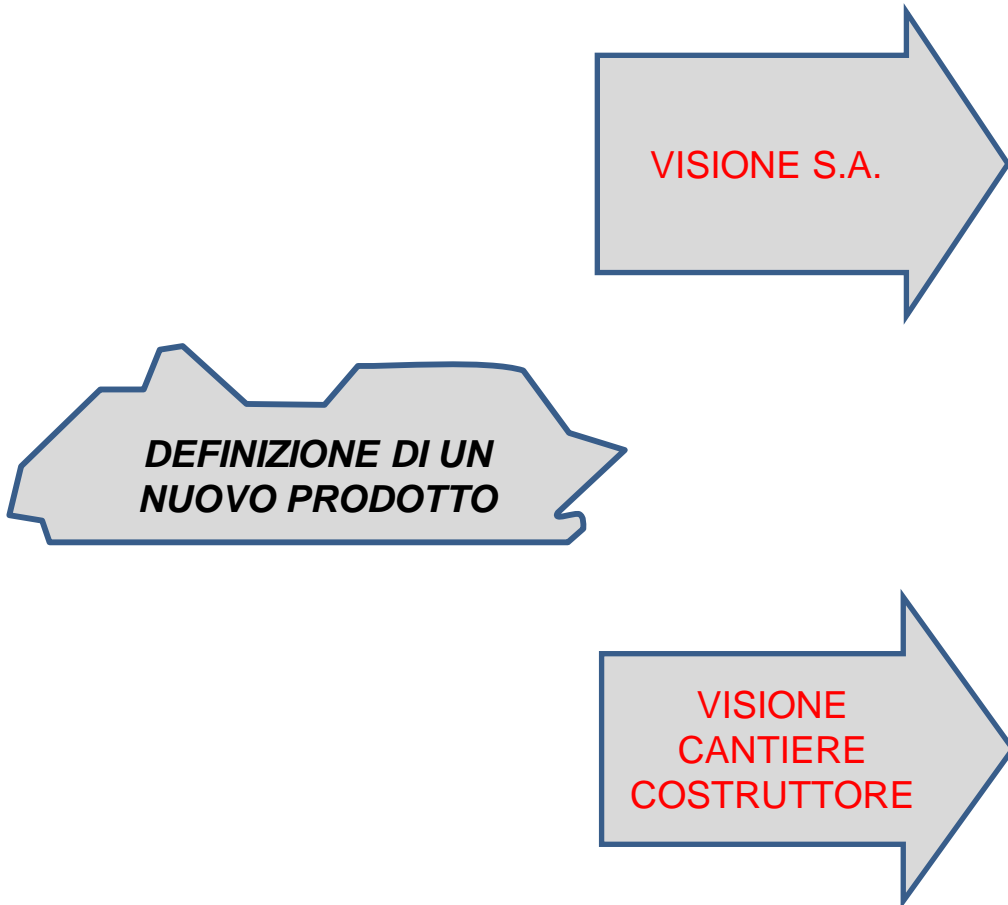 VISIONE S.A.
DEFINIZIONE DI UN
NUOVO PRODOTTO
VISIONE
CANTIERE
COSTRUTTORE